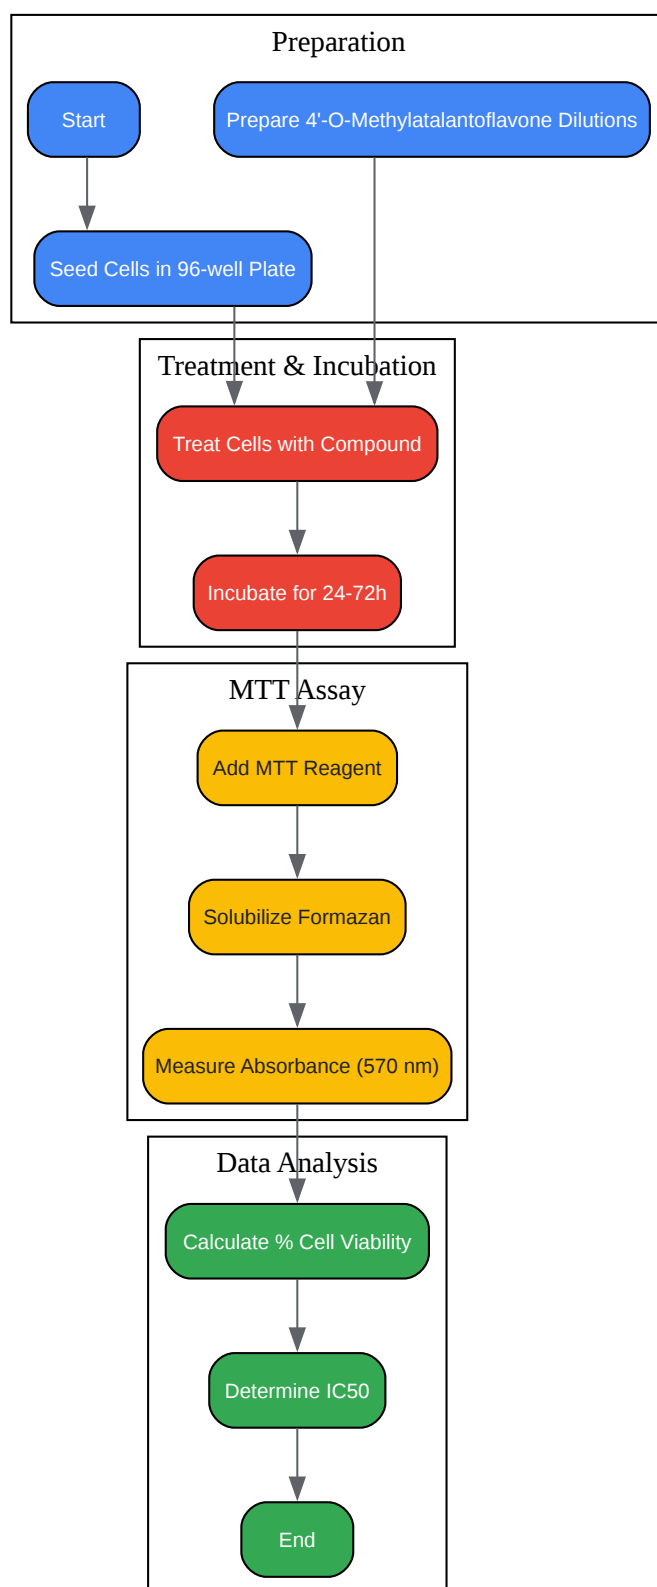 Preparation
Start
Prepare 4'-O-Methylatalantoflavone Dilutions
Seed Cells in 96-well Plate
Treatment & Incubation
Treat Cells with Compound
Incubate for 24-72h
MTT Assay
Add MTT Reagent
Solubilize Formazan
Measure Absorbance (570 nm)
Data Analysis
Calculate % Cell Viability
Determine IC50
End